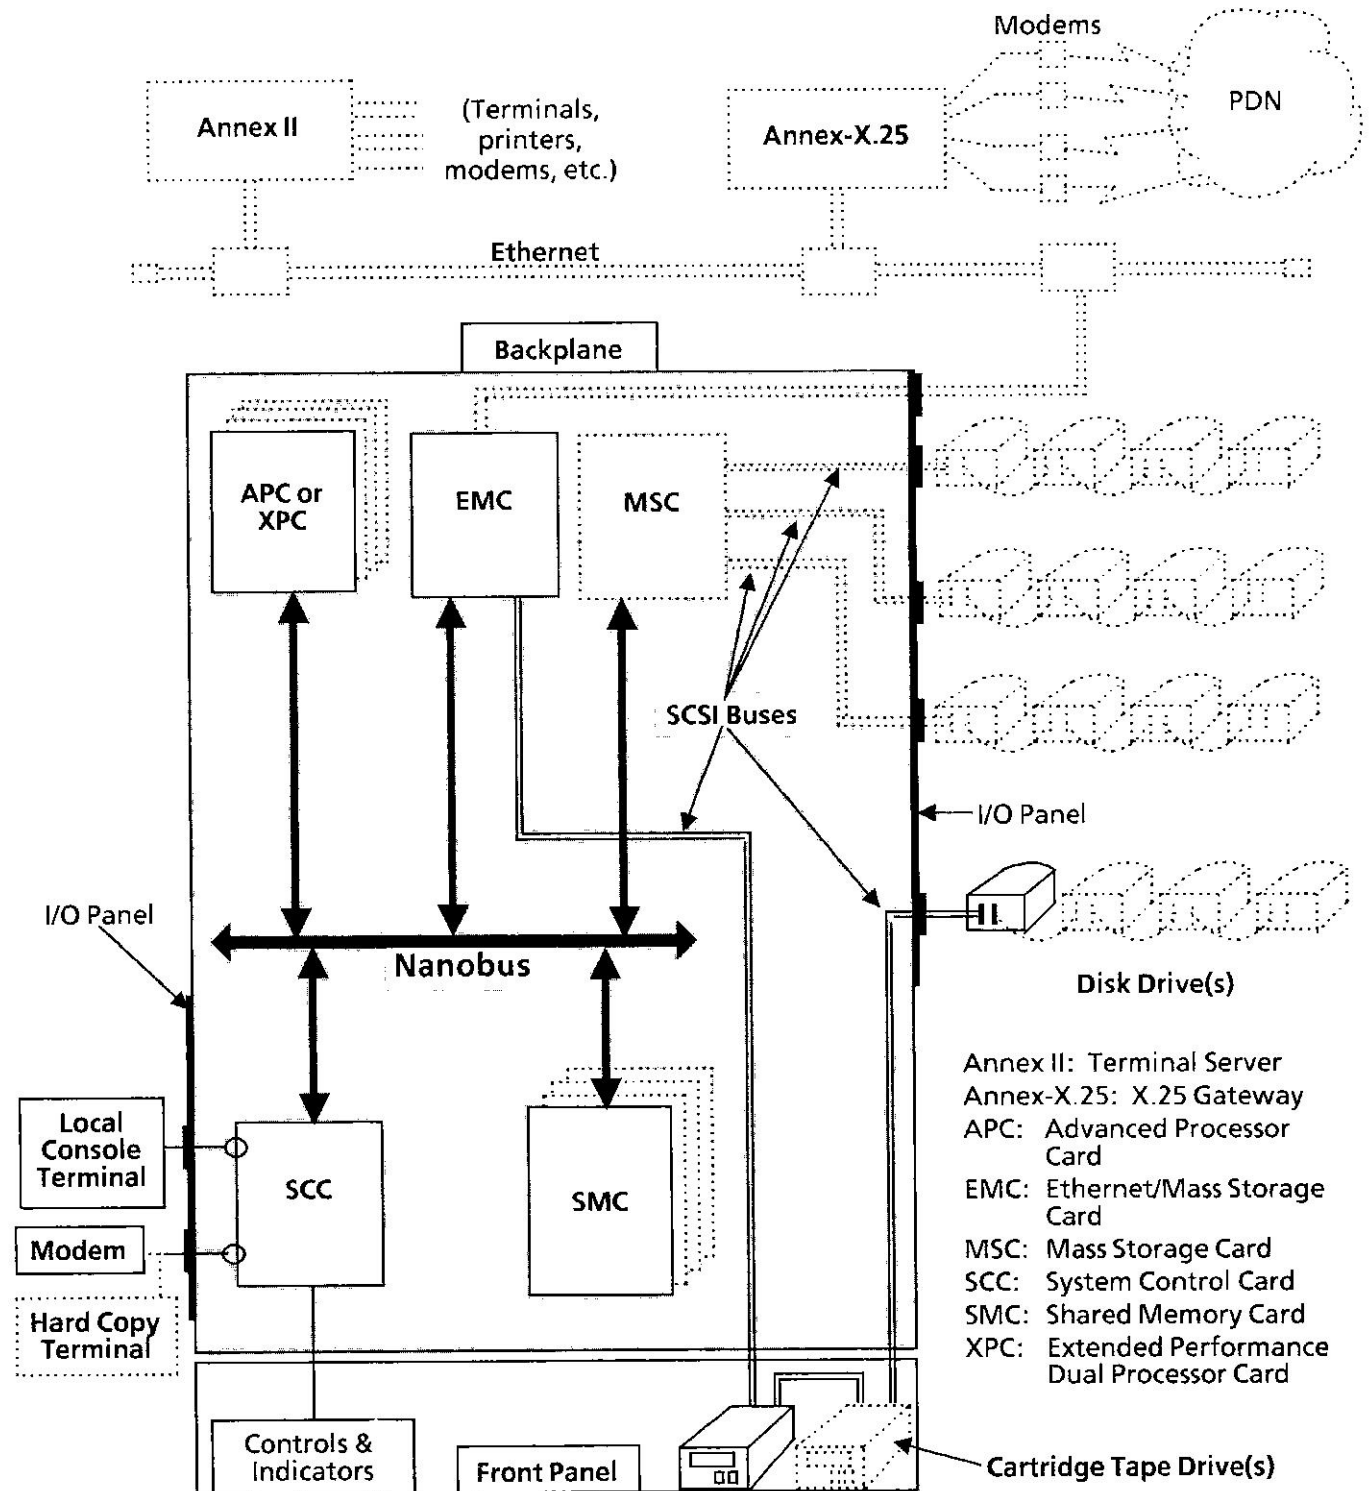 Modems
PDN
Annex II
(Terminals,
printers,
modems, etc.)
Annex-X.25
Ethernet
Backplane
APC or
XPC
EMC
MSC
SCSI Buses
I/O Panel
I/O Panel
Nanobus
Disk Drive(s)
Local
Console
Terminal
SCC
SMC
Modem
Hard Copy
Terminal
Annex II: Terminal Server
Annex-X.25: X.25 Gateway
APC: Advanced Processor
Card
EMC: Ethernet/Mass Storage
Card
MSC: Mass Storage Card
SCC: System Control Card
SMC: Shared Memory Card
XPC: Extended Performance
Dual Processor Card
Controls &
Indicators
Front Panel
Cartridge Tape Drive(s)